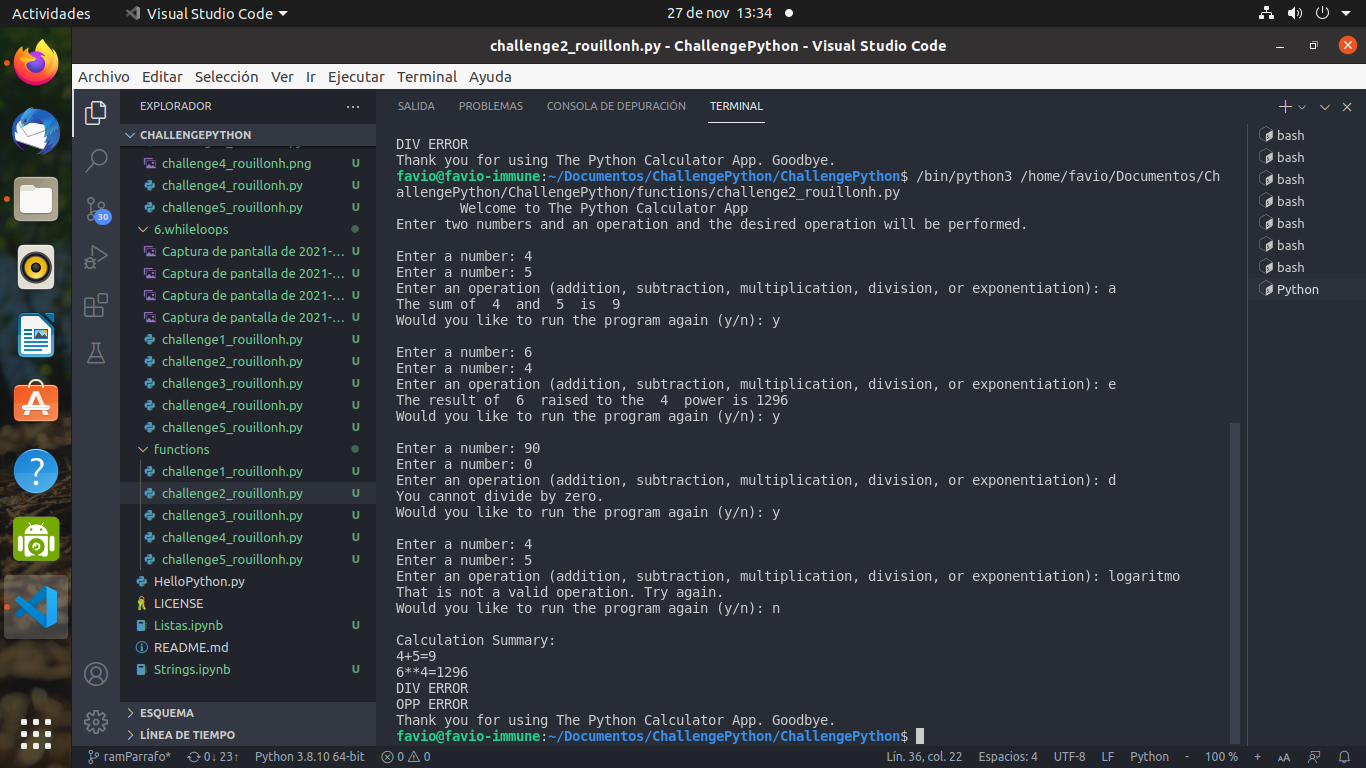 Actividades
Visual Studio Code
27 de nov 13:34
challenge2_rouillonh.py - ChallengePython - Visual Studio Code
Archivo Editar Selección Ver Ir Ejecutar Terminal Ayuda
EXPLORADOR
CHALLENGEPYTHON
challenge4_rouillonh.png U
challenge4_rouillonh.py U
challenge5_rouillonh.py U
6.whileloops
Captura de pantalla de 2021-... U
Captura de pantalla de 2021-... U
Captura de pantalla de 2021-... U
Captura de pantalla de 2021-... U
challenge1_rouillonh.py U
challenge2_rouillonh.py U
challenge3_rouillonh.py U
challenge4_rouillonh.py U
challenge5_rouillonh.py U
functions
challenge1_rouillonh.py U
challenge2_rouillonh.py U
challenge3_rouillonh.py U
challenge4_rouillonh.py U
challenge5_rouillonh.py U
HelloPython.py
LICENSE
Listas.ipynb U
README.md
Strings.ipynb U
ESQUEMA
LÍNEA DE TIEMPO
30
SALIDA PROBLEMAS CONSOLA DE DEPURACIÓN TERMINAL
DIV ERROR
Thank you for using The Python Calculator App. Goodbye.
favio@favio-immune:~/Documentos/ChallengePython/ChallengePython$ /bin/python3 /home/favio/Documentos/Ch
allengePython/ChallengePython/functions/challenge2_rouillonh.py
Welcome to The Python Calculator App
Enter two numbers and an operation and the desired operation will be performed.
Enter a number: 4
Enter a number: 5
Enter an operation (addition, subtraction, multiplication, division, or exponentiation): a
The sum of  4  and  5  is  9
Would you like to run the program again (y/n): y
Enter a number: 6
Enter a number: 4
Enter an operation (addition, subtraction, multiplication, division, or exponentiation): e
The result of  6  raised to the  4  power is 1296
Would you like to run the program again (y/n): y
Enter a number: 90
Enter a number: 0
Enter an operation (addition, subtraction, multiplication, division, or exponentiation): d
You cannot divide by zero.
Would you like to run the program again (y/n): y
Enter a number: 4
Enter a number: 5
Enter an operation (addition, subtraction, multiplication, division, or exponentiation): logaritmo
That is not a valid operation. Try again.
Would you like to run the program again (y/n): n
Calculation Summary:
4+5=9
6**4=1296
DIV ERROR
OPP ERROR
Thank you for using The Python Calculator App. Goodbye.
favio@favio-immune:~/Documentos/ChallengePython/ChallengePython$
bash
bash
bash
bash
bash
bash
bash
Python
ramParrafo* 0↓ 23↑ Python 3.8.10 64-bit 0 0 Lín. 36, col. 22 Espacios: 4 UTF-8 LF Python - 100 % + AA